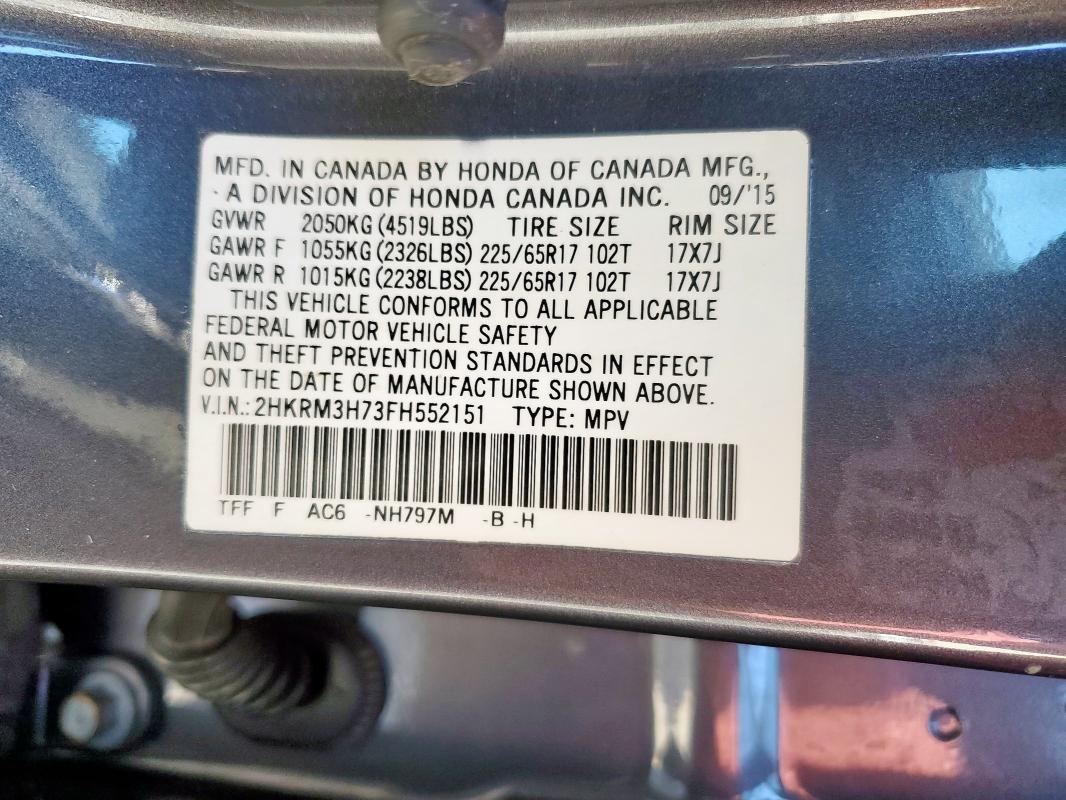 MFD. IN CANADA BY HONDA OF CANADA MFG.,
A DIVISION OF HONDA CANADA INC. 09/'15
GVWR 2050KG (4519LBS) TIRE SIZE RIM SIZE
GAWR F 1055KG (2326LBS) 225/65R17 102T 17X7J
GAWR R 1015KG (2238LBS) 225/65R17 102T 17X7J
THIS VEHICLE CONFORMS TO ALL APPLICABLE
FEDERAL MOTOR VEHICLE SAFETY
AND THEFT PREVENTION STANDARDS IN EFFECT
ON THE DATE OF MANUFACTURE SHOWN ABOVE.
V.I.N.: 2HKRM3H73FH552151 TYPE: MPV
TFF F AC6 -NH797M -B -H